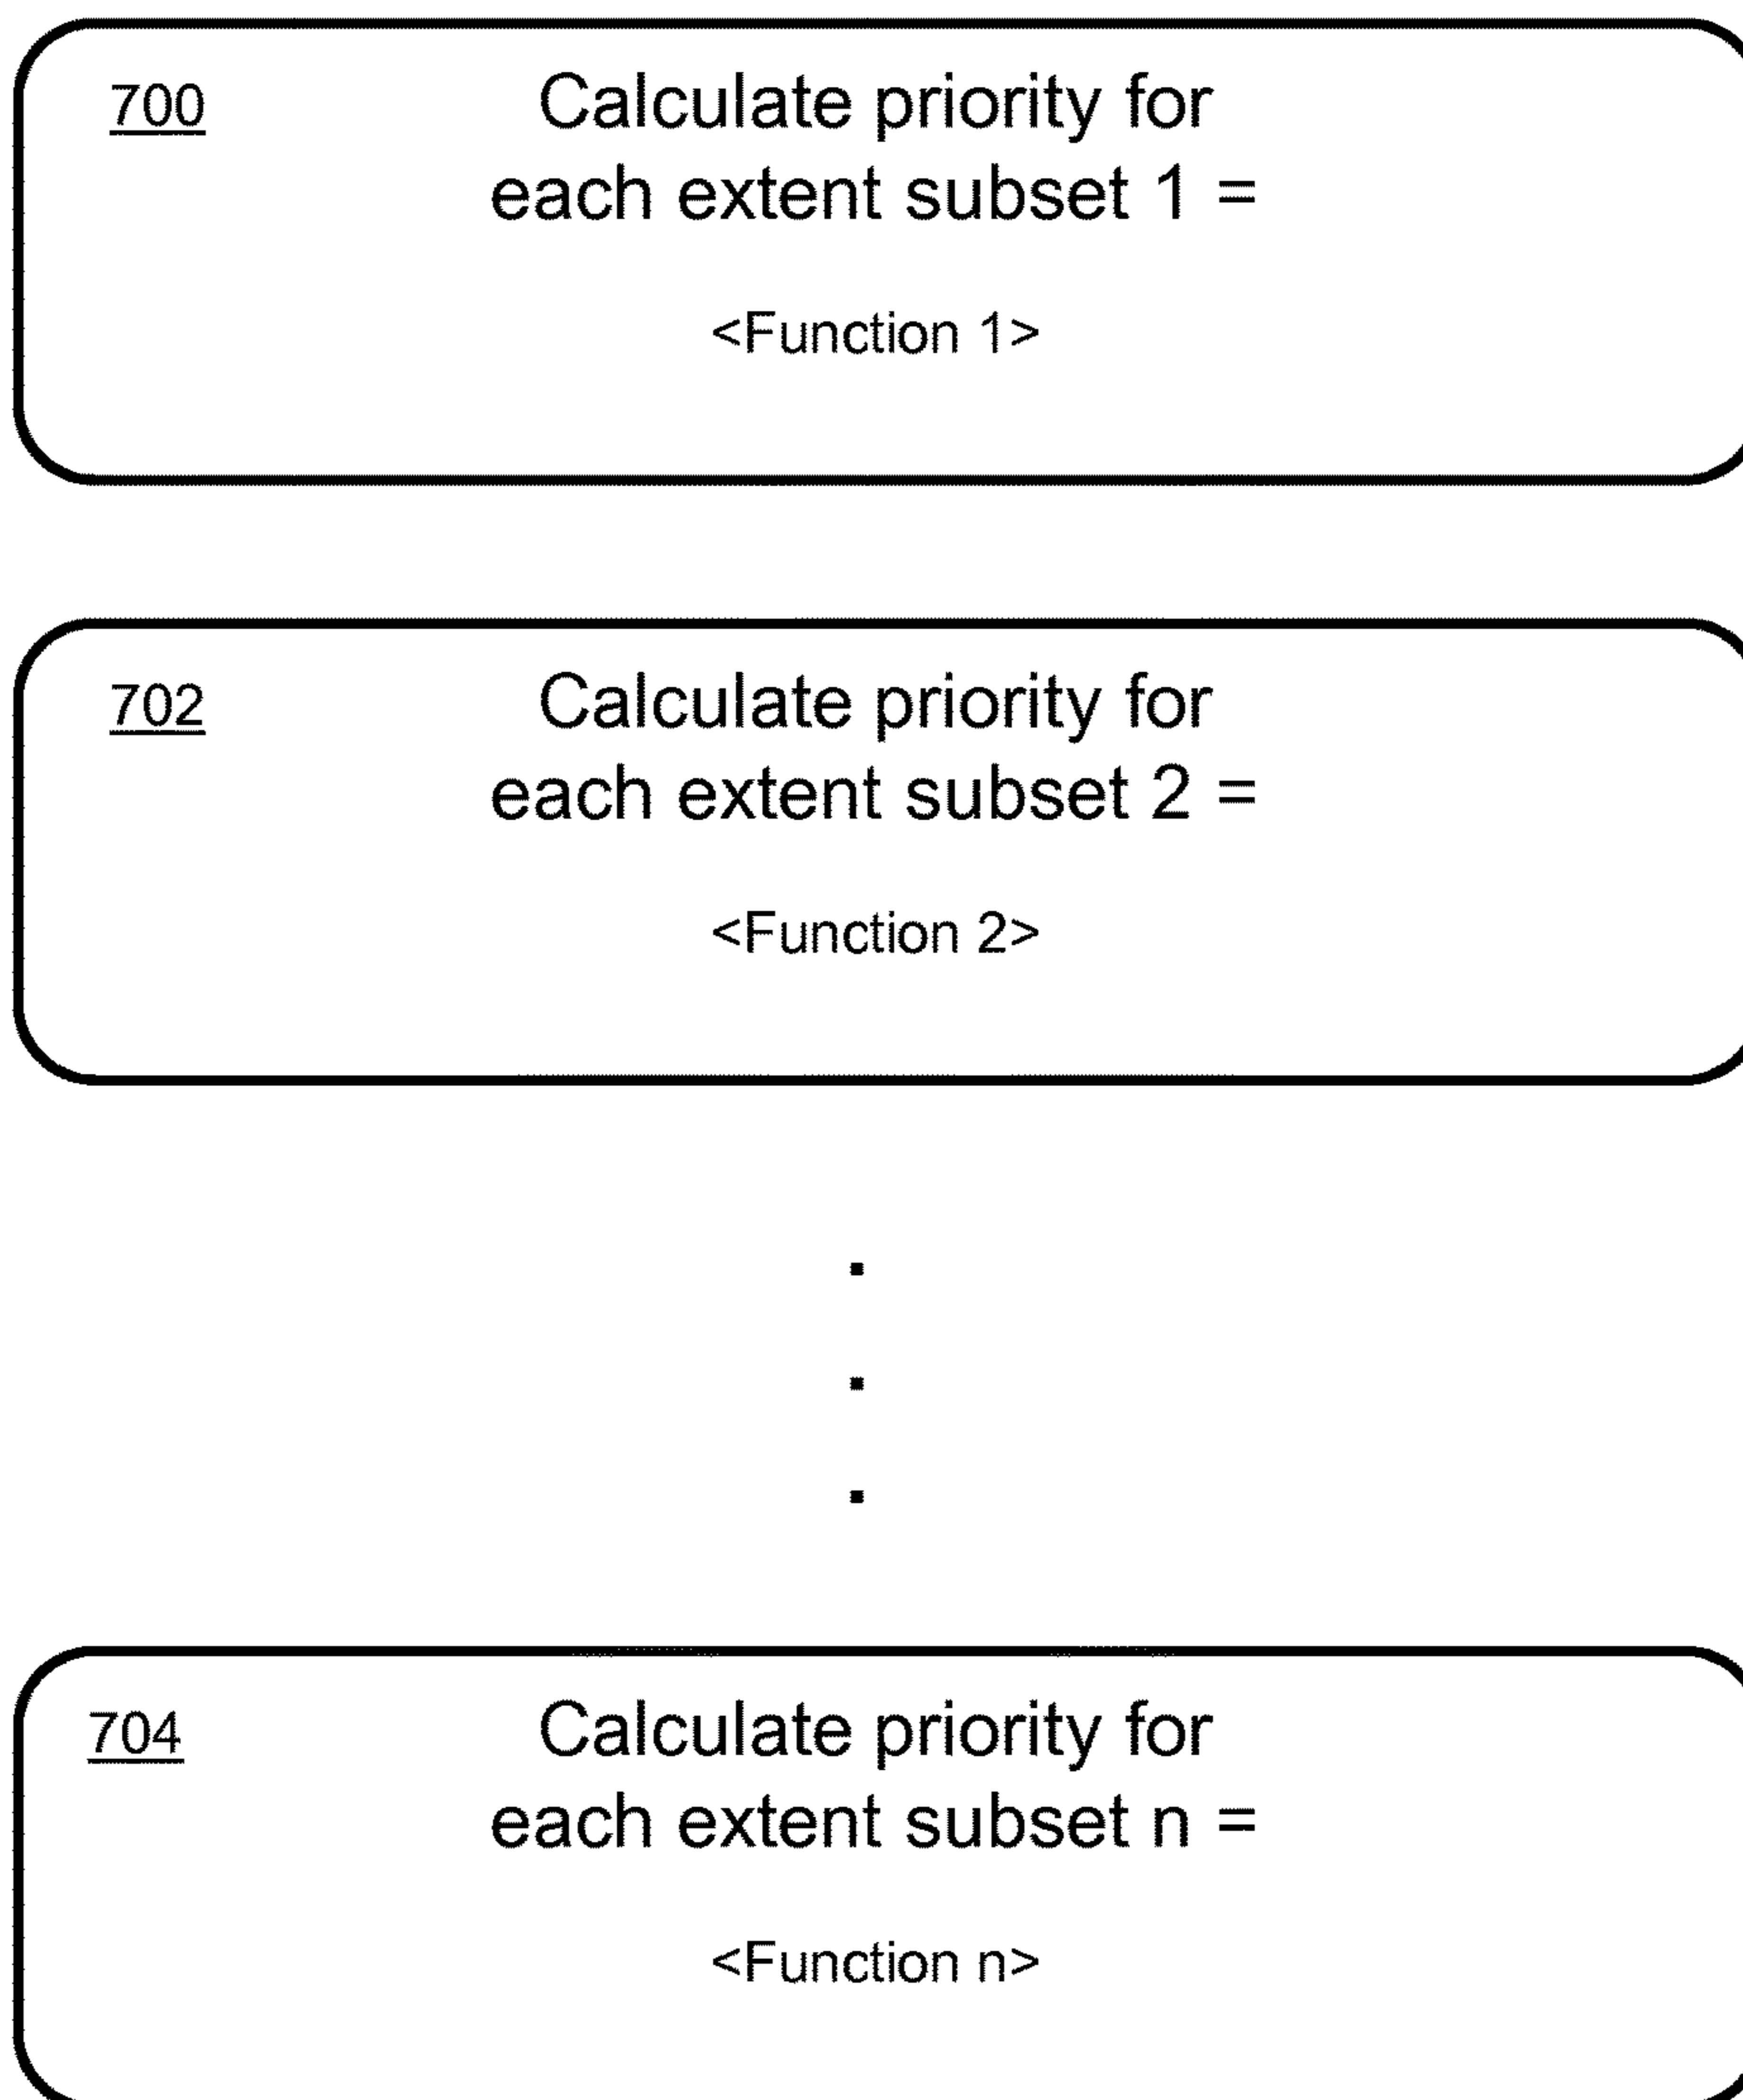 700
Calculate priority for
each extent subset 1 =
<Function 1>
702
Calculate priority for
each extent subset 2 =
<Function 2>
.
.
.
704
Calculate priority for
each extent subset n =
<Function n>